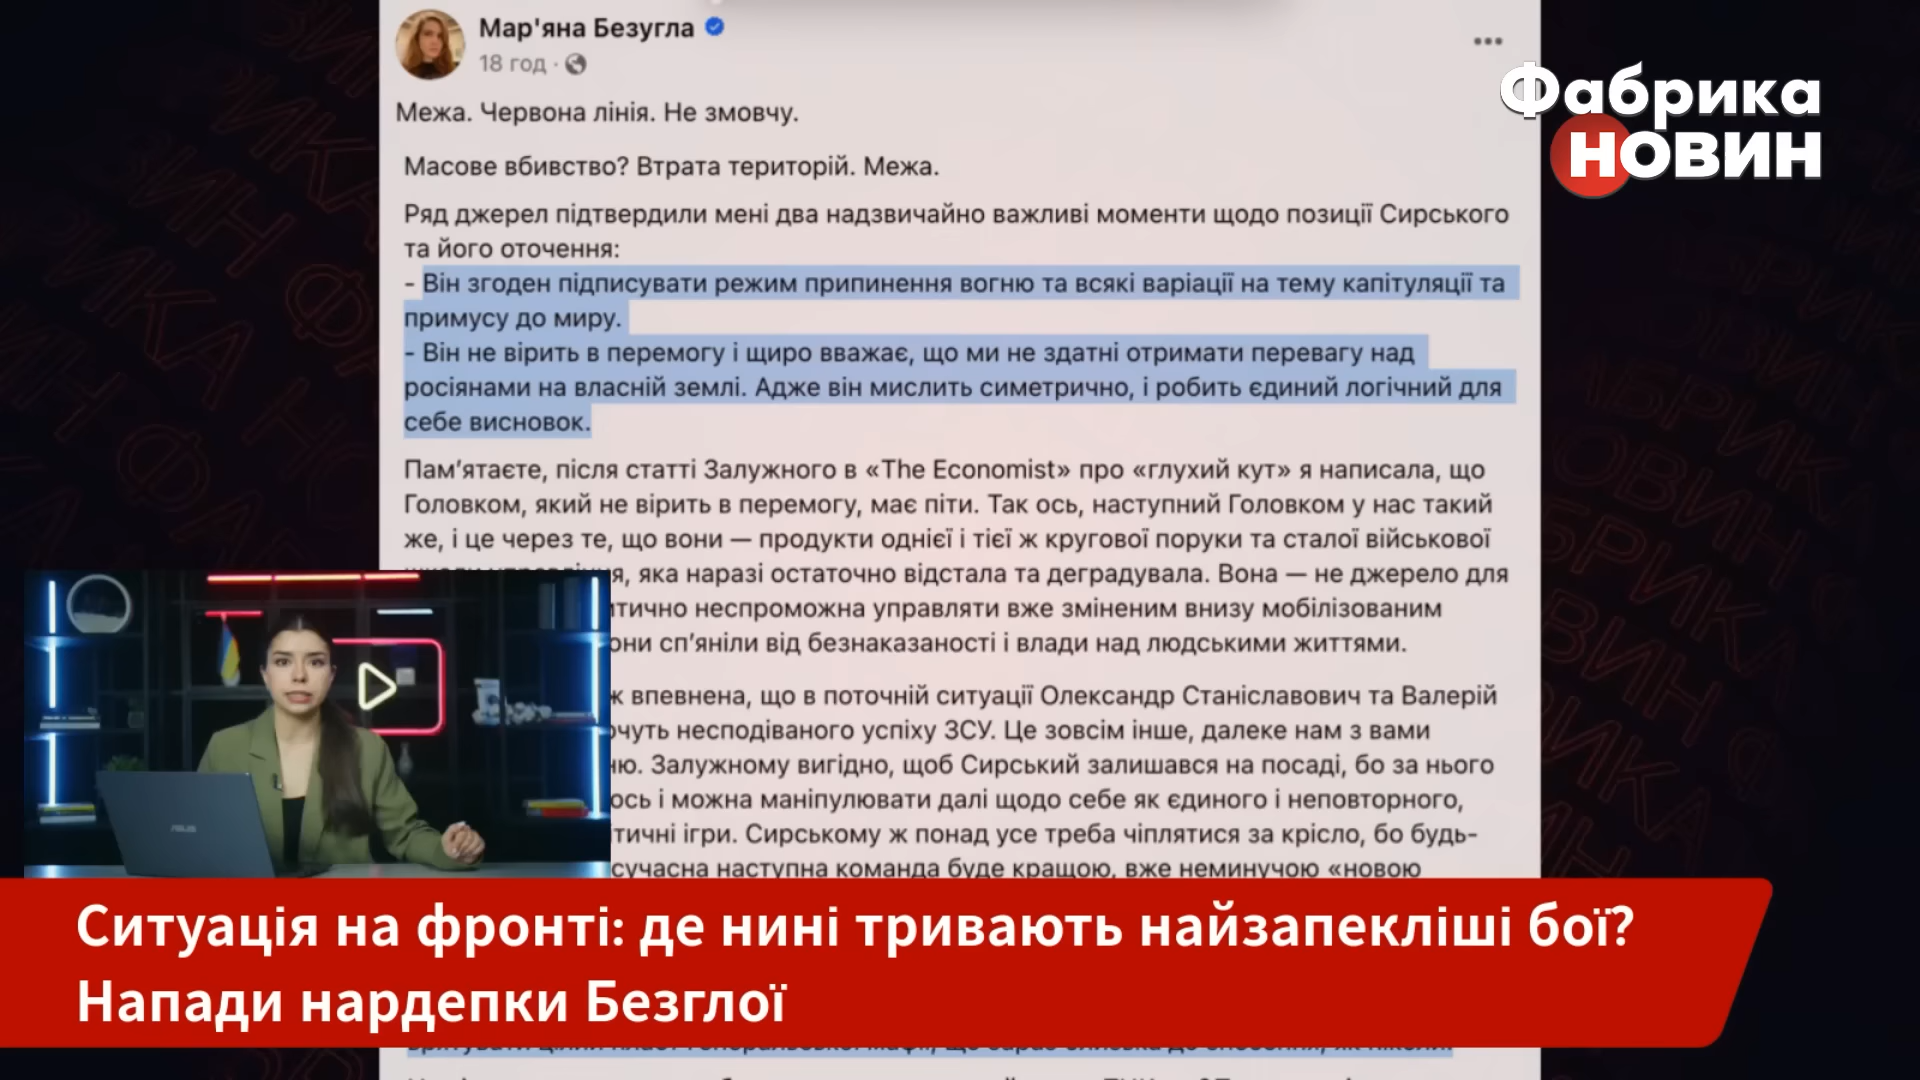 Мар'яна Безугла
18 год ·
Межа. Червона лінія. Не змовчу.
Масове вбивство? Втрата територій. Межа.
Ряд джерел підтвердили мені два надзвичайно важливі моменти щодо позиції Сирського
та його оточення:
- Він згоден підписувати режим припинення вогню та всякі варіації на тему капітуляції та
примусу до миру.
- Він не вірить в перемогу і щиро вважає, що ми не здатні отримати перевагу над
росіянами на власній землі. Адже він мислить симетрично, і робить єдиний логічний для
себе висновок.
Пам’ятаєте, після статті Залужного в «The Economist» про «глухий кут» я написала, що
Головком, який не вірить в перемогу, має піти. Так ось, наступний Головком у нас такий
же, і це через те, що вони — продукти однієї і тієї ж кругової поруки та сталої військової
яка наразі остаточно відстала та деградувала. Вона — не джерело для
неспроможна управляти вже зміненим внизу мобілізованим
сп’яніли від безнаказаності і влади над людськими життями.
впевнена, що в поточній ситуації Олександр Станіславович та Валерій
несподіваного успіху ЗСУ. Це зовсім інше, далеке нам з вами
Залужному вигідно, щоб Сирський залишався на посаді, бо за нього
і можна маніпулювати далі щодо себе як єдиного і неповторного,
ігри. Сирському ж понад усе треба чіплятися за крісло, бо будь-
сучасна наступна команда буде кращою, вже неминучою «новою
Фабрика
НОВИН
ASUS
Ситуація на фронті: де нині тривають найзапекліші бої?
Напади нардепки Безглої